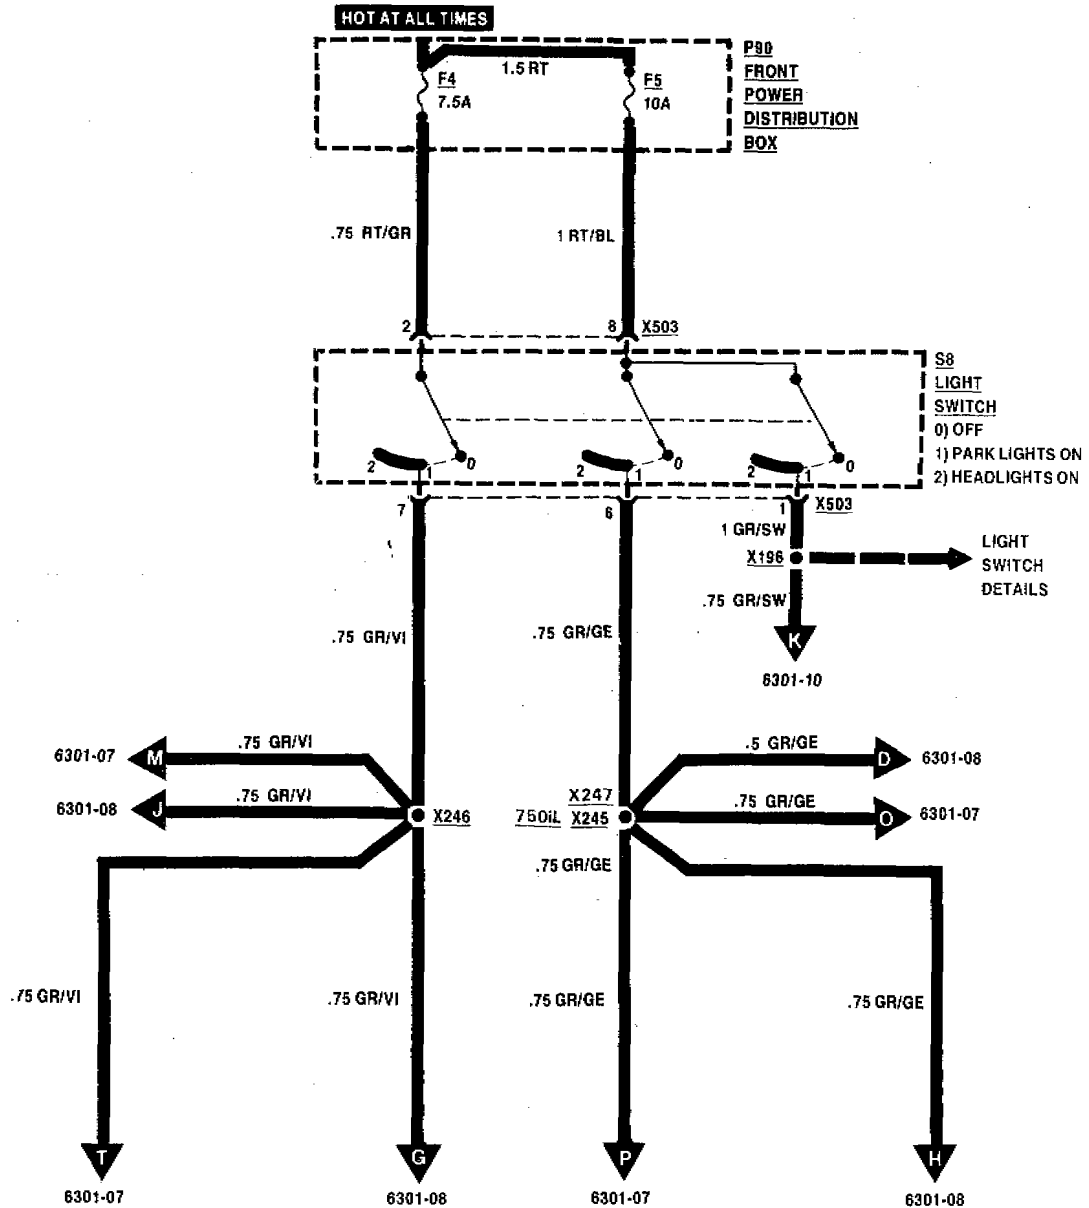 HOT AT ALL TIMES
P90
FRONT
POWER
DISTRIBUTION
BOX
1.5 RT
F4
7.5A
F5
10A
.75 RT/GR
1 RT/BL
2
8
X503
S8
LIGHT
SWITCH
0) OFF
1) PARK LIGHTS ON
2) HEADLIGHTS ON
2
1
0
2
1
0
2
1
0
7
6
1
X503
1 GR/SW
X196
LIGHT
SWITCH
DETAILS
.75 GR/SW
K
6301-10
.75 GR/VI
.75 GR/GE
6301-07
M
.75 GR/VI
.5 GR/GE
D
6301-08
6301-08
J
.75 GR/VI
X246
X247
750iL X245
.75 GR/GE
O
6301-07
.75 GR/GE
.75 GR/VI
.75 GR/VI
.75 GR/GE
.75 GR/GE
T
G
P
H
6301-07
6301-08
6301-07
6301-08